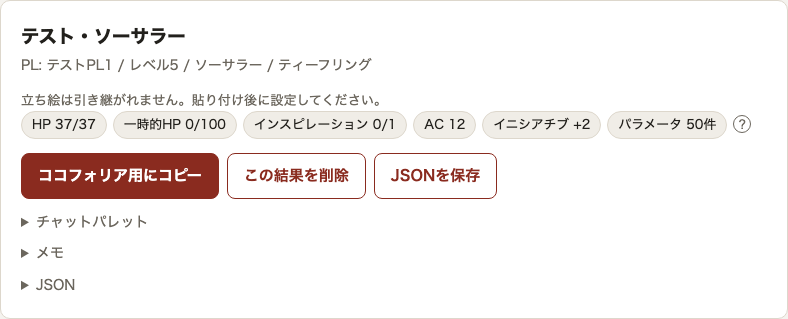 テスト・ソーサラー
PL: テストPL1 / レベル5 / ソーサラー / ティーフリング
立ち絵は引き継がれません。貼り付け後に設定してください。
HP 37/37 一時的HP 0/100 インスピレーション 0/1 AC 12 イニシアチブ +2 パラメータ 50件 ?
ココフォリア用にコピー この結果を削除 JSONを保存
▶ チャットパレット
▶ メモ
▶ JSON